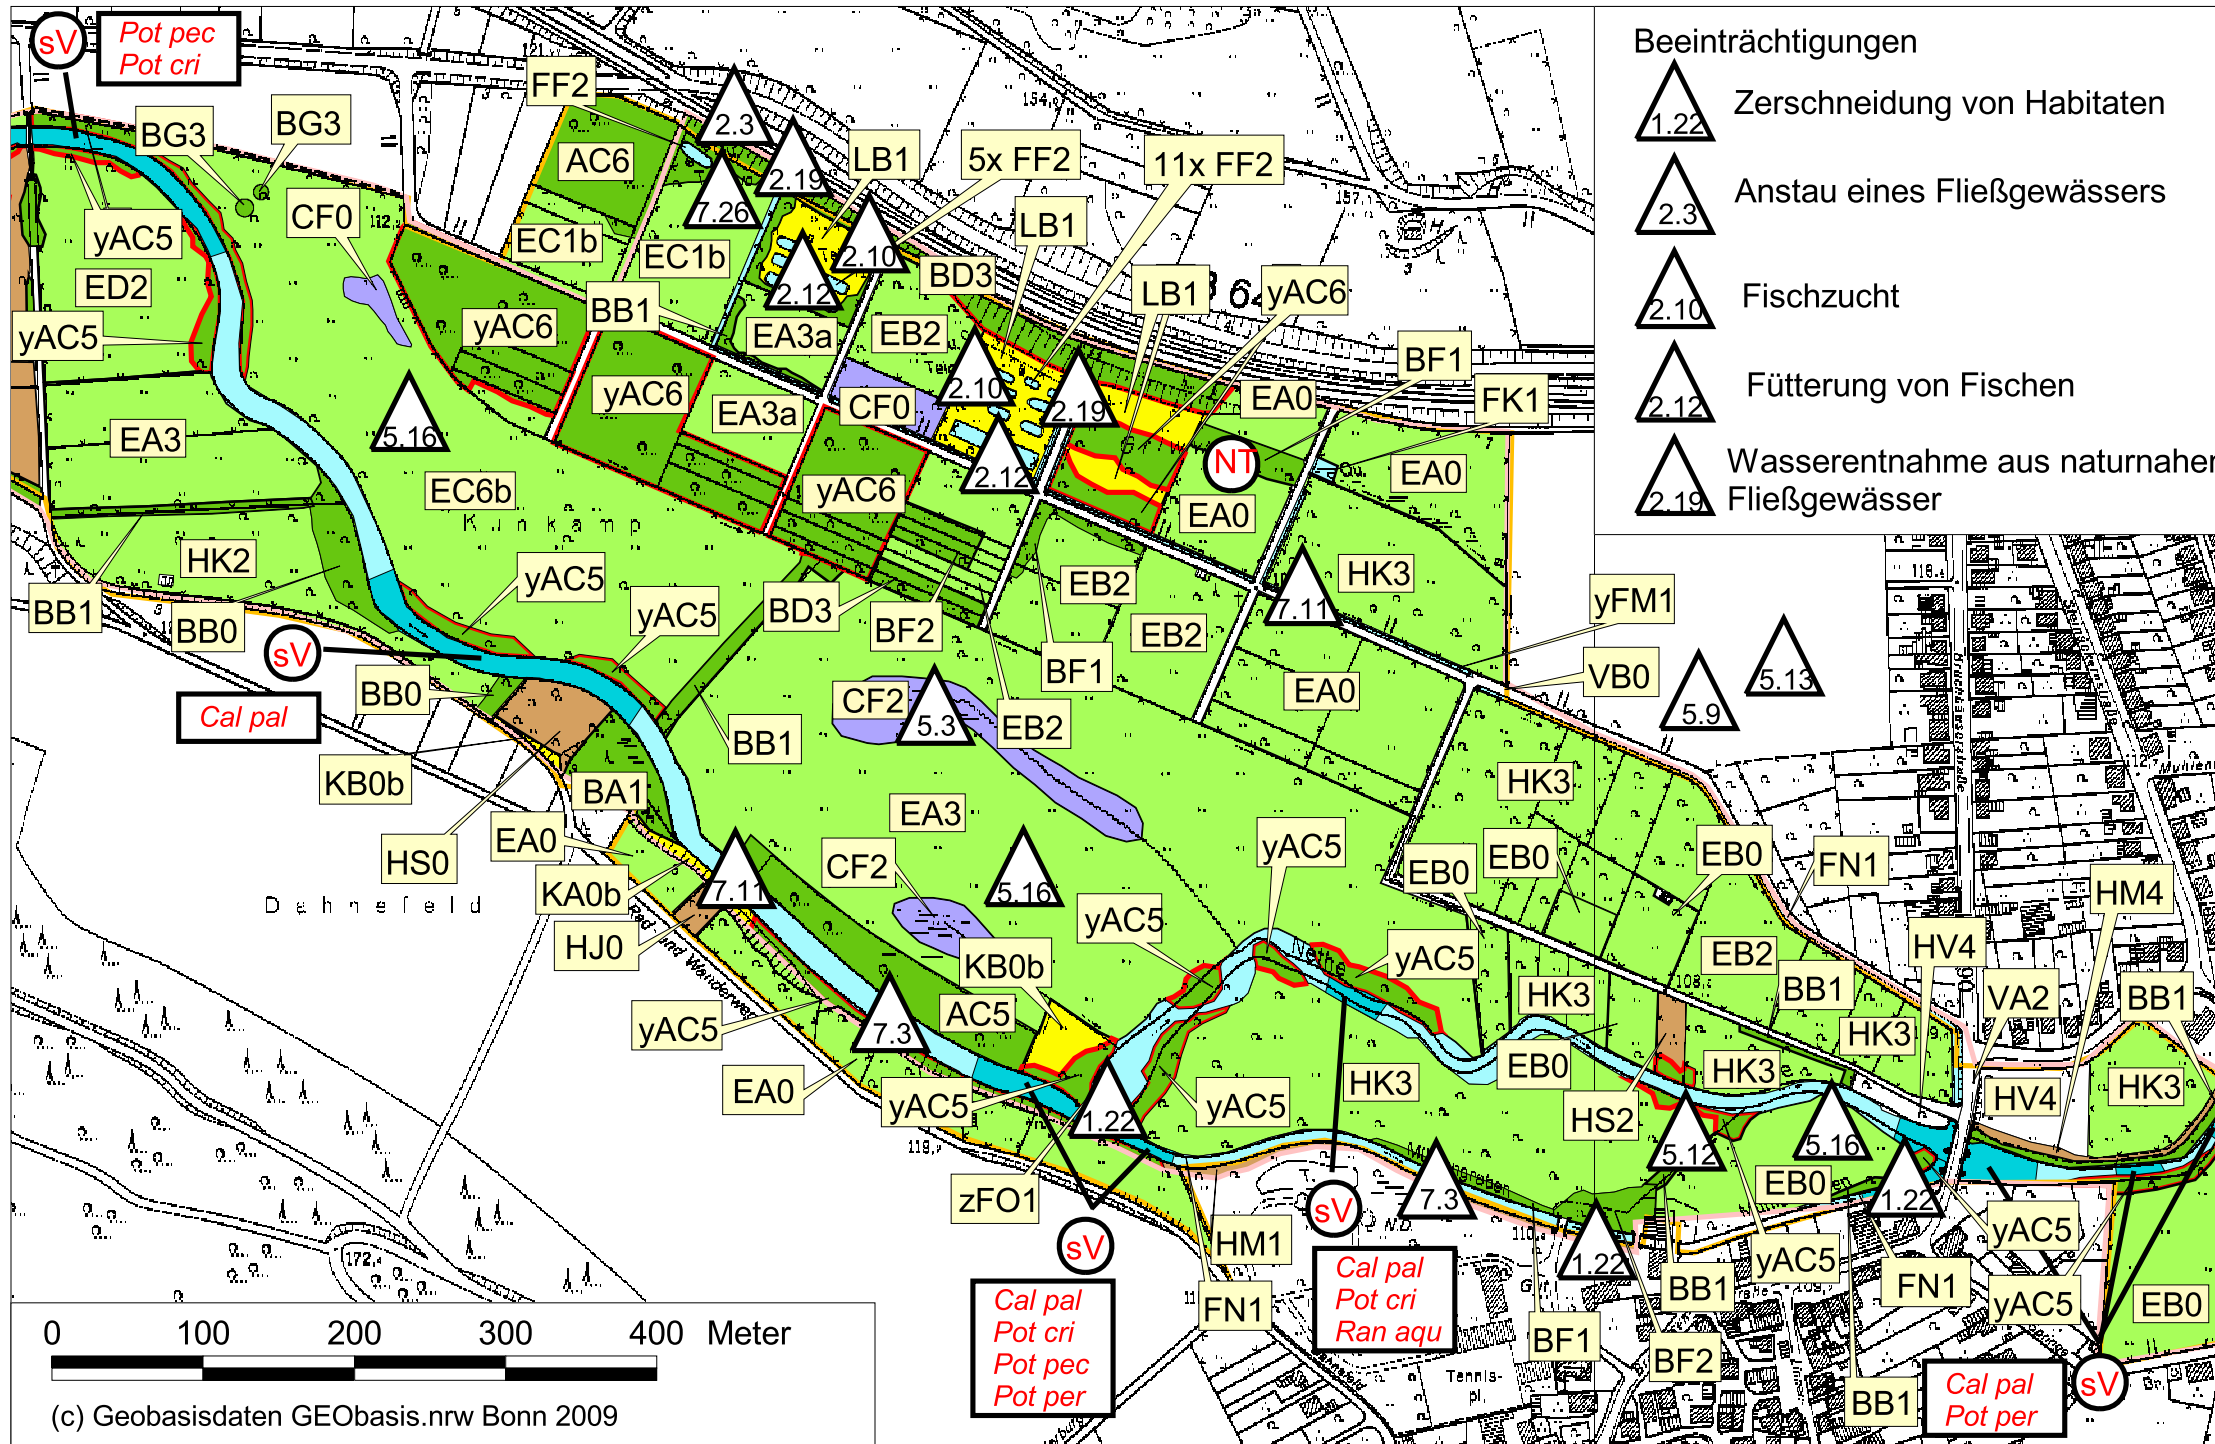 sV
Pot pec
Pot cri
FF2
BG3
BG3
2.3
AC6
LB1
5x FF2
11x FF2
2.19
7.26
CF0
yAC5
EC1b
EC1b
LB1
2.10
2.12
ED2
BD3
LB1
yAC6
BB1
yAC5
yAC6
EA3a
EB2
BF1
2.10
2.19
yAC6
EA3a
CF0
EA0
FK1
EA3
5.16
2.12
NT
EA0
EC6b
yAC6
EA0
Kunkamp
HK2
yAC5
EB2
HK3
yFM1
BB1
BB0
yAC5
BD3
BF2
EB2
7.11
sV
BF1
VB0
5.9
5.13
BB0
CF2
5.3
EB2
EA0
Cal pal
BB1
KB0b
BA1
HK3
EA3
EA0
HS0
yAC5
EB0
EB0
EB0
FN1
CF2
7.11
5.16
KA0b
HM4
Dahnefeld
HJ0
Rad- und Wanderweg
yAC5
Nethe
KB0b
yAC5
EB2
HV4
yAC5
AC5
HK3
BB1
VA2
BB1
7.3
HK3
EB0
EA0
yAC5
yAC5
HK3
HK3
HV4
HK3
1.22
HS2
5.12
5.16
zFO1
Mühlengraben
7.3
EB0
1.22
sV
N.D.
yAC5
sV
HM1
1.22
yAC5
BB1
FN1
yAC5
FN1
EB0
Cal pal
Pot cri
Pot pec
Pot per
Cal pal
Pot cri
Ran aqu
BF1
BF2
BB1
Cal pal
Pot per
sV
Tennis-
pl.
Beeinträchtigungen
1.22 Zerschneidung von Habitaten
2.3 Anstau eines Fließgewässers
2.10 Fischzucht
2.12 Fütterung von Fischen
2.19 Wasserentnahme aus naturnahen
Fließgewässer
0 100 200 300 400 Meter
(c) Geobasisdaten GEObasis.nrw Bonn 2009